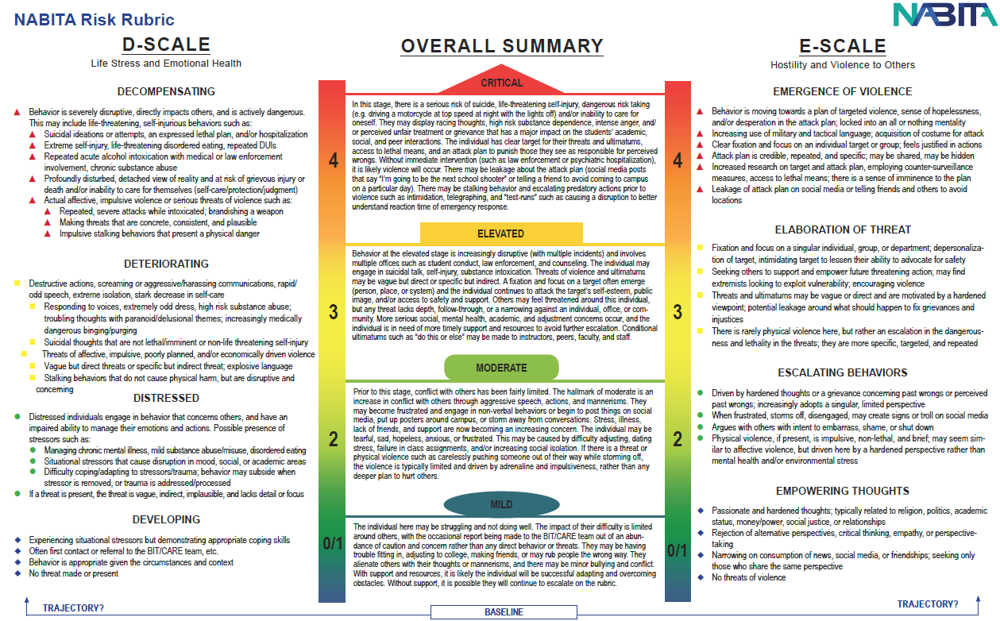 NABITA Risk Rubric
NABITA
D-SCALE
Life Stress and Emotional Health
DECOMPENSATING
Behavior is severely disruptive, directly impacts others, and is actively dangerous.
This may include life-threatening, self-injurious behaviors such as:
Suicidal ideations or attempts, an expressed lethal plan, and/or hospitalization
Extreme self-injury, life-threatening disordered eating, repeated DUIs
Repeated acute alcohol intoxication with medical or law enforcement
involvement, chronic substance abuse
Profoundly disturbed, detached view of reality and at risk of grievous injury or
death and/or inability to care for themselves (self-care/protection/judgment)
Actual affective, impulsive violence or serious threats of violence such as:
Repeated, severe attacks while intoxicated; brandishing a weapon
Making threats that are concrete, consistent, and plausible
Impulsive stalking behaviors that present a physical danger
DETERIORATING
Destructive actions, screaming or aggressive/harassing communications, rapid/
odd speech, extreme isolation, stark decrease in self-care
Responding to voices, extremely odd dress, high risk substance abuse;
troubling thoughts with paranoid/delusional themes; increasingly medically
dangerous binging/purging
Suicidal thoughts that are not lethal/imminent or non-life threatening self-injury
Threats of affective, impulsive, poorly planned, and/or economically driven violence
Vague but direct threats or specific but indirect threat; explosive language
Stalking behaviors that do not cause physical harm, but are disruptive and
concerning
DISTRESSED
Distressed individuals engage in behavior that concerns others, and have an
impaired ability to manage their emotions and actions. Possible presence of
stressors such as:
Managing chronic mental illness, mild substance abuse/misuse, disordered eating
Situational stressors that cause disruption in mood, social, or academic areas
Difficulty coping/adapting to stressors/trauma; behavior may subside when
stressor is removed, or trauma is addressed/processed
If a threat is present, the threat is vague, indirect, implausible, and lacks detail or focus
DEVELOPING
Experiencing situational stressors but demonstrating appropriate coping skills
Often first contact or referral to the BIT/CARE team, etc.
Behavior is appropriate given the circumstances and context
No threat made or present
TRAJECTORY?
4
3
2
0/1
OVERALL SUMMARY
CRITICAL
In this stage, there is a serious risk of suicide, life-threatening self-injury, dangerous risk taking
(e.g. driving a motorcycle at top speed at night with the lights off) and/or inability to care for
oneself. They may display racing thoughts, high risk substance dependence, intense anger, and/
or perceived unfair treatment or grievance that has a major impact on the students' academic,
social, and peer interactions. The individual has clear target for their threats and ultimatums,
access to lethal means, and an attack plan to punish those they see as responsible for perceived
wrongs. Without immediate intervention (such as law enforcement or psychiatric hospitalization),
it is likely violence will occur. There may be leakage about the attack plan (social media posts
that say “I’m going to be the next school shooter” or telling a friend to avoid coming to campus
on a particular day). There may be stalking behavior and escalating predatory actions prior to
violence such as intimidation, telegraphing, and “test-runs” such as causing a disruption to better
understand reaction time of emergency response.
ELEVATED
Behavior at the elevated stage is increasingly disruptive (with multiple incidents) and involves
multiple offices such as student conduct, law enforcement, and counseling. The individual may
engage in suicidal talk, self-injury, substance intoxication. Threats of violence and ultimatums
may be vague but direct or specific but indirect. A fixation and focus on a target often emerge
(person, place, or system) and the individual continues to attack the target’s self-esteem, public
image, and/or access to safety and support. Others may feel threatened around this individual,
but any threat lacks depth, follow-through, or a narrowing against an individual, office, or com-
munity. More serious social, mental health, academic, and adjustment concerns occur, and the
individual is in need of more timely support and resources to avoid further escalation. Conditional
ultimatums such as “do this or else” may be made to instructors, peers, faculty, and staff.
MODERATE
Prior to this stage, conflict with others has been fairly limited. The hallmark of moderate is an
increase in conflict with others through aggressive speech, actions, and mannerisms. They
may become frustrated and engage in non-verbal behaviors or begin to post things on social
media, put up posters around campus, or storm away from conversations. Stress, illness,
lack of friends, and support are now becoming an increasing concern. The individual may be
tearful, sad, hopeless, anxious, or frustrated. This may be caused by difficulty adjusting, dating
stress, failure in class assignments, and/or increasing social isolation. If there is a threat or
physical violence such as carelessly pushing someone out of their way while storming off,
the violence is typically limited and driven by adrenaline and impulsiveness, rather than any
deeper plan to hurt others.
MILD
The individual here may be struggling and not doing well. The impact of their difficulty is limited
around others, with the occasional report being made to the BIT/CARE team out of an abun-
dance of caution and concern rather than any direct behavior or threats. They may be having
trouble fitting in, adjusting to college, making friends, or may rub people the wrong way. They
alienate others with their thoughts or mannerisms, and there may be minor bullying and conflict.
With support and resources, it is likely the individual will be successful adapting and overcoming
obstacles. Without support, it is possible they will continue to escalate on the rubric.
BASELINE
4
3
2
0/1
E-SCALE
Hostility and Violence to Others
EMERGENCE OF VIOLENCE
Behavior is moving towards a plan of targeted violence, sense of hopelessness,
and/or desperation in the attack plan; locked into an all or nothing mentality
Increasing use of military and tactical language; acquisition of costume for attack
Clear fixation and focus on an individual target or group; feels justified in actions
Attack plan is credible, repeated, and specific; may be shared, may be hidden
Increased research on target and attack plan, employing counter-surveillance
measures, access to lethal means; there is a sense of imminence to the plan
Leakage of attack plan on social media or telling friends and others to avoid
locations
ELABORATION OF THREAT
Fixation and focus on a singular individual, group, or department; depersonaliza-
tion of target, intimidating target to lessen their ability to advocate for safety
Seeking others to support and empower future threatening action; may find
extremists looking to exploit vulnerability; encouraging violence
Threats and ultimatums may be vague or direct and are motivated by a hardened
viewpoint; potential leakage around what should happen to fix grievances and
injustices
There is rarely physical violence here, but rather an escalation in the dangerous-
ness and lethality in the threats; they are more specific, targeted, and repeated
ESCALATING BEHAVIORS
Driven by hardened thoughts or a grievance concerning past wrongs or perceived
past wrongs; increasingly adopts a singular, limited perspective
When frustrated, storms off, disengaged, may create signs or troll on social media
Argues with others with intent to embarrass, shame, or shut down
Physical violence, if present, is impulsive, non-lethal, and brief; may seem sim-
ilar to affective violence, but driven here by a hardened perspective rather than
mental health and/or environmental stress
EMPOWERING THOUGHTS
Passionate and hardened thoughts; typically related to religion, politics, academic
status, money/power, social justice, or relationships
Rejection of alternative perspectives, critical thinking, empathy, or perspective-
taking
Narrowing on consumption of news, social media, or friendships; seeking only
those who share the same perspective
No threats of violence
TRAJECTORY?